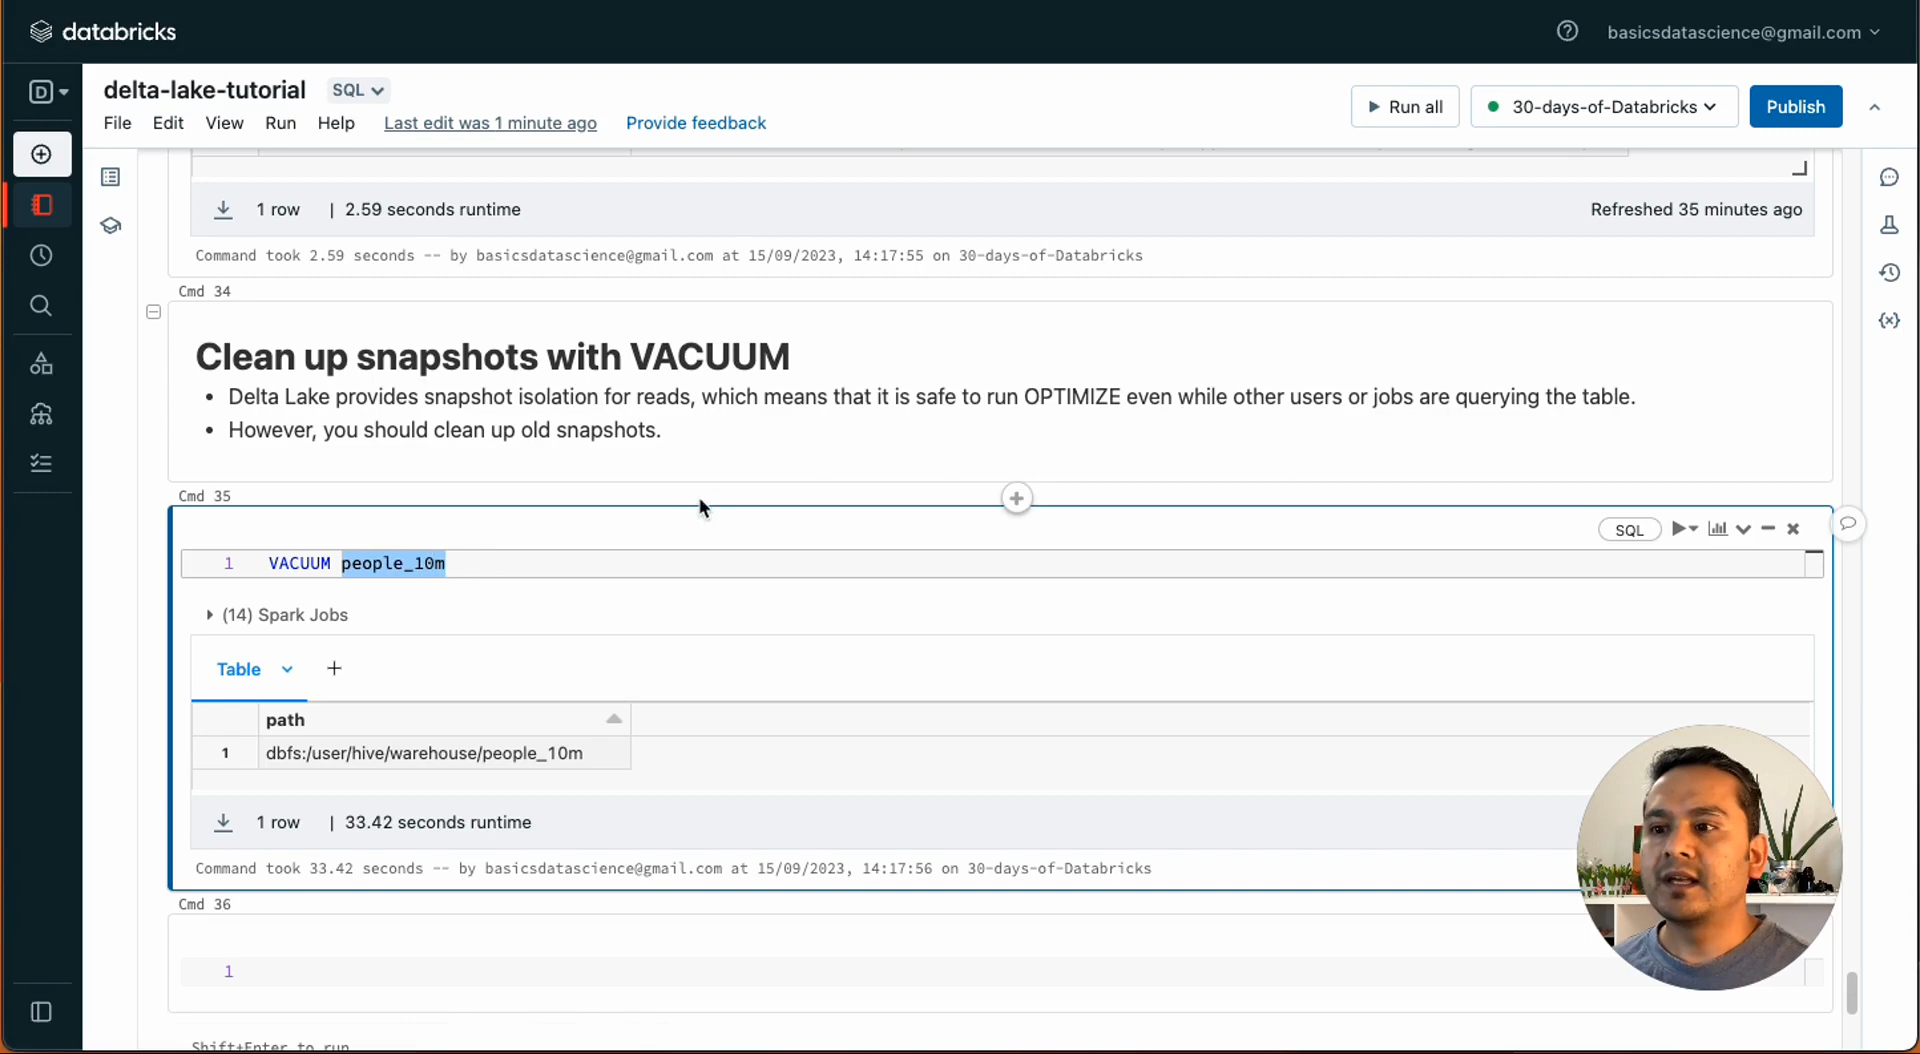 databricks
basicsdatascience@gmail.com
D
delta-lake-tutorial
SQL
File Edit View Run Help Last edit was 1 minute ago Provide feedback
Run all
30-days-of-Databricks
Publish
1 row | 2.59 seconds runtime
Refreshed 35 minutes ago
Command took 2.59 seconds -- by basicsdatascience@gmail.com at 15/09/2023, 14:17:55 on 30-days-of-Databricks
Cmd 34
Clean up snapshots with VACUUM
• Delta Lake provides snapshot isolation for reads, which means that it is safe to run OPTIMIZE even while other users or jobs are querying the table.
• However, you should clean up old snapshots.
Cmd 35
SQL
1 VACUUM people_10m
(14) Spark Jobs
Table
path
1 dbfs:/user/hive/warehouse/people_10m
1 row | 33.42 seconds runtime
Command took 33.42 seconds -- by basicsdatascience@gmail.com at 15/09/2023, 14:17:56 on 30-days-of-Databricks
Cmd 36
1
Shift+Enter to run